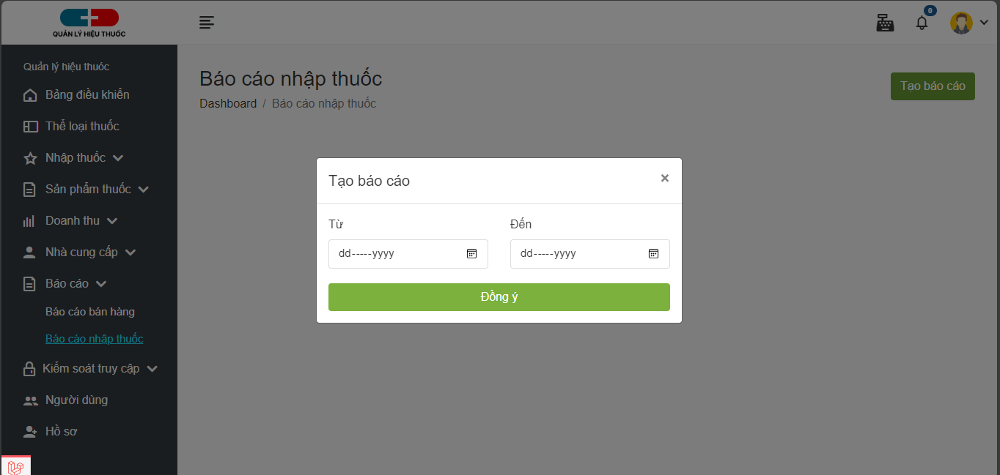 QUẢN LÝ HIỆU THUỐC
0
Quản lý hiệu thuốc
Bảng điều khiển
Thể loại thuốc
Nhập thuốc
Sản phẩm thuốc
Doanh thu
Nhà cung cấp
Báo cáo
Báo cáo bán hàng
Báo cáo nhập thuốc
Kiểm soát truy cập
Người dùng
Hồ sơ
Báo cáo nhập thuốc
Dashboard / Báo cáo nhập thuốc
Tạo báo cáo
Tạo báo cáo ×
Từ
Đến
dd-----yyyy
dd-----yyyy
Đồng ý